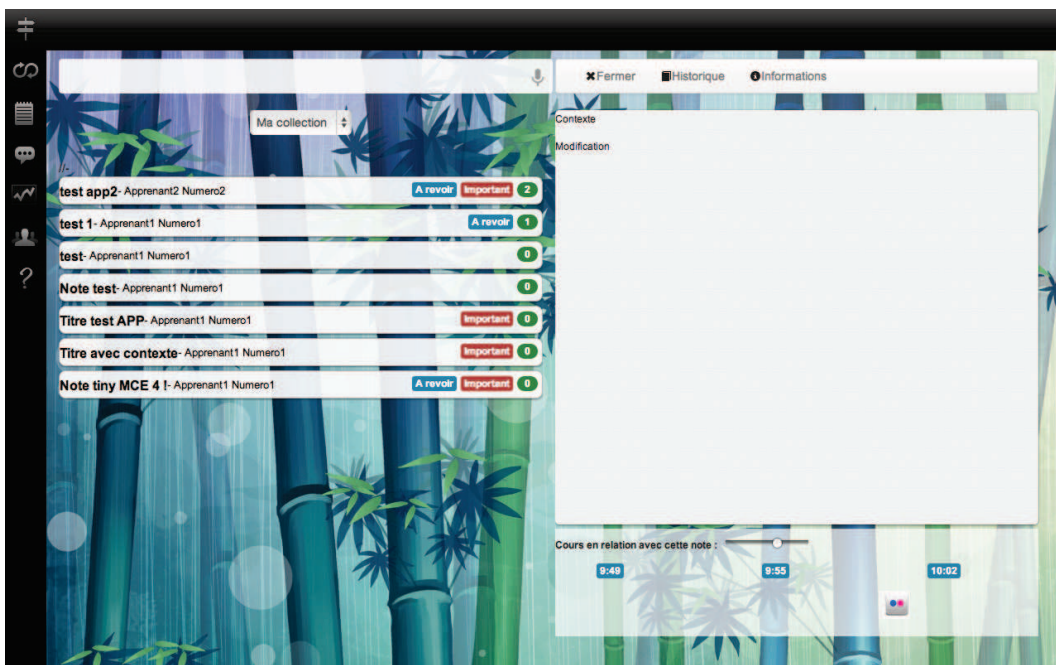 Ma collection
//-
test app2- Apprenant2 Numero2 A revoir Important 2
test 1- Apprenant1 Numero1 A revoir 1
test- Apprenant1 Numero1 0
Note test- Apprenant1 Numero1 0
Titre test APP- Apprenant1 Numero1 Important 0
Titre avec contexte- Apprenant1 Numero1 Important 0
Note tiny MCE 4 !- Apprenant1 Numero1 A revoir Important 0
Fermer Historique Informations
Contexte
Modification
Cours en relation avec cette note :
9:49 9:55 10:02